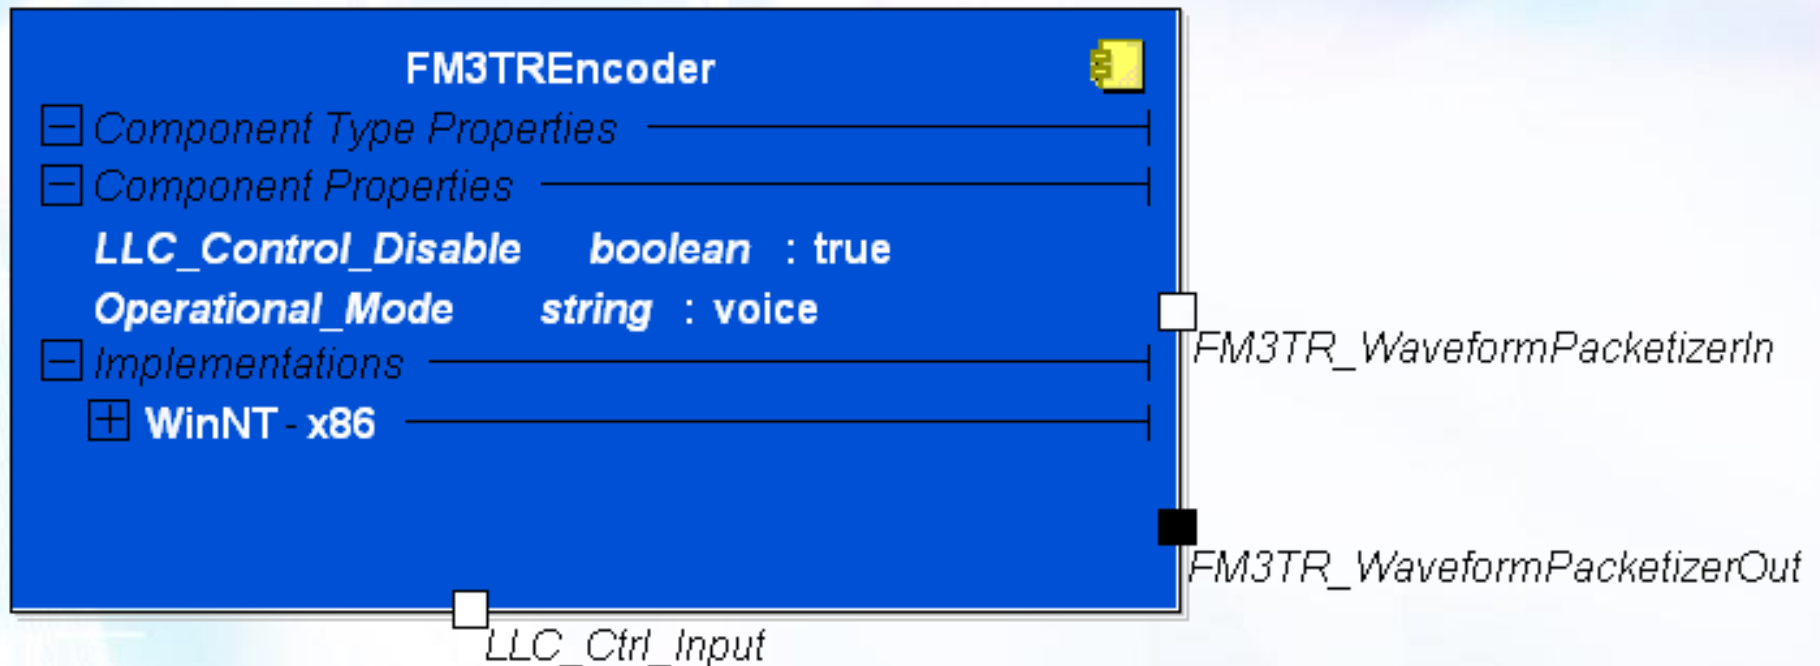 FM3TREncoder
Component Type Properties
Component Properties
LLC_Control_Disable boolean : true
Operational_Mode string : voice
FM3TR_WaveformPacketizerIn
Implementations
WinNT - x86
FM3TR_WaveformPacketizerOut
LLC_Ctrl_Input